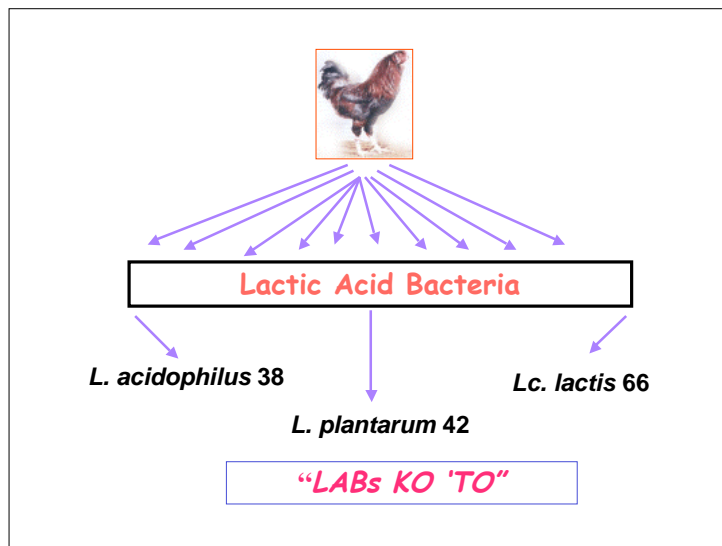 Lactic Acid Bacteria
L. acidophilus 38
Lc. lactis 66
L. plantarum 42
“LABs KO ‘TO”